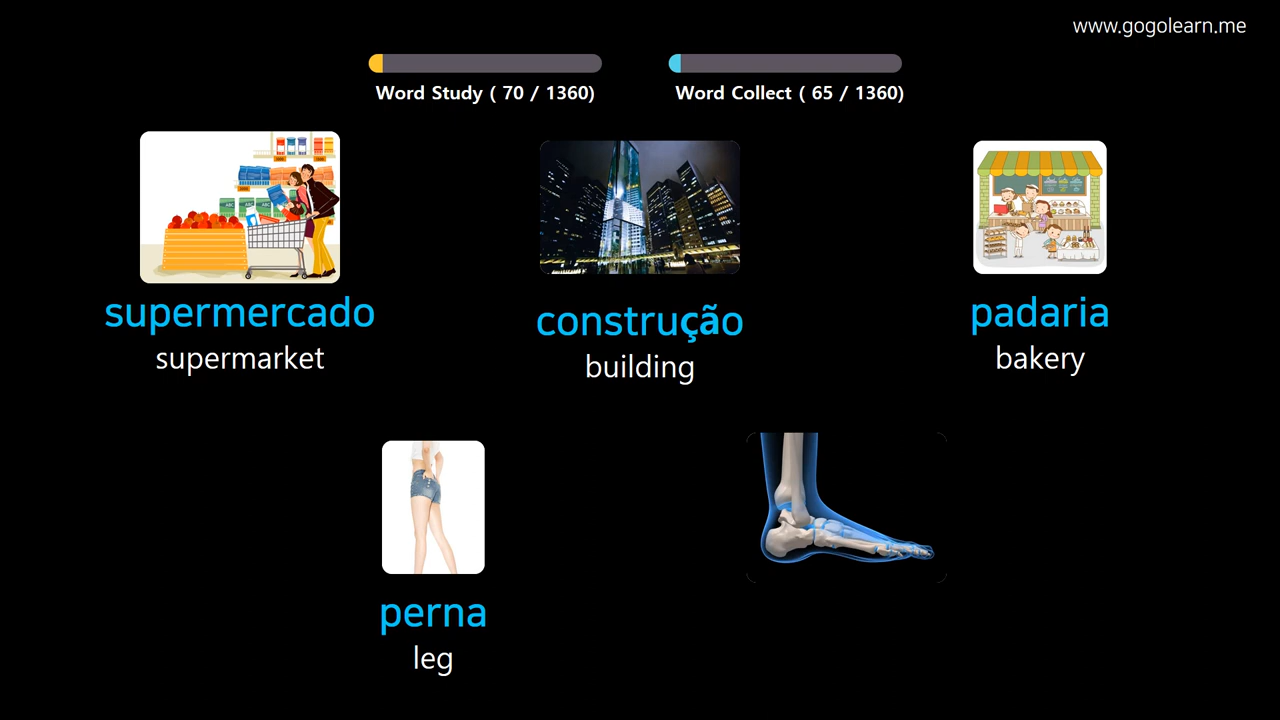 www.gogolearn.me
Word Study ( 70 / 1360)
Word Collect ( 65 / 1360)
supermercado
supermarket
construção
building
padaria
bakery
perna
leg